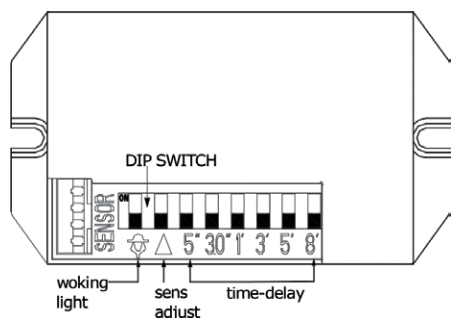 DIP SWITCH
ON
SENSOR
5" 30" 1' 3' 5' 8'
woking
light
sens
adjust
time-delay